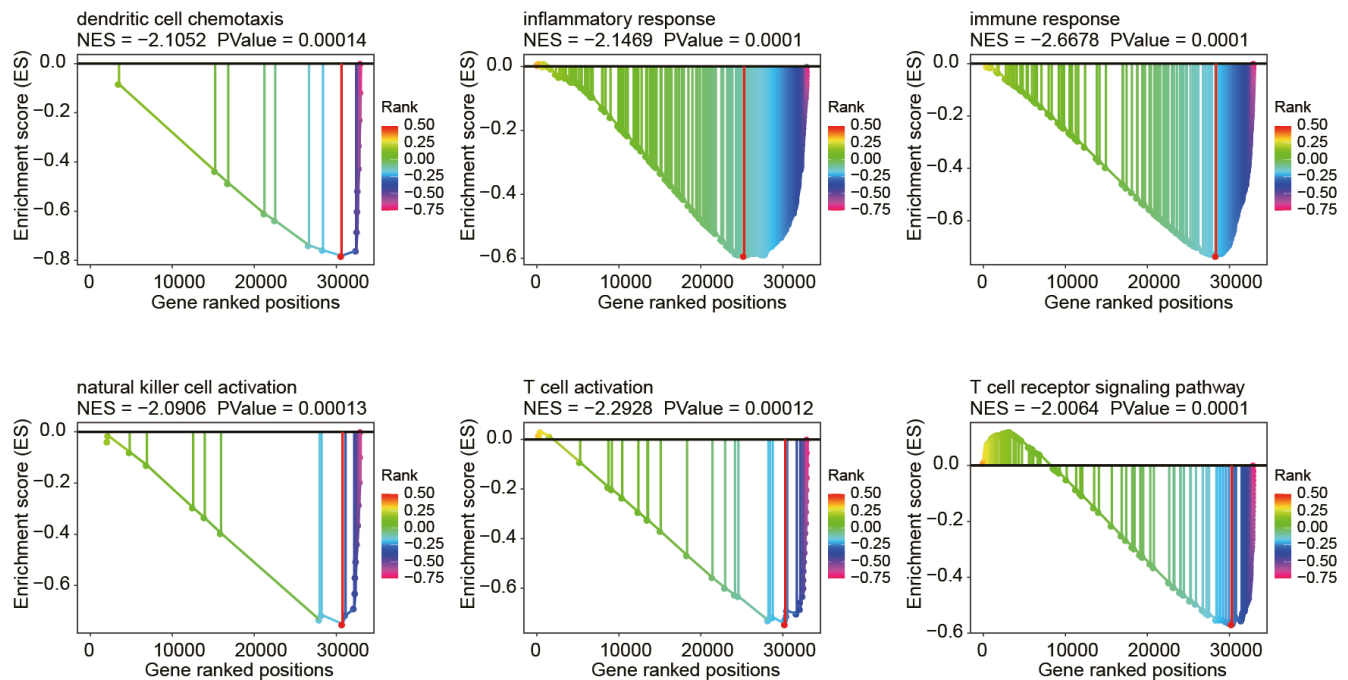 dendritic cell chemotaxis
NES = −2.1052 PValue = 0.00014
Enrichment score (ES)
0.0
−0.2
−0.4
−0.6
−0.8
0 10000 20000 30000
Gene ranked positions
Rank
0.50
0.25
0.00
−0.25
−0.50
−0.75
inflammatory response
NES = −2.1469 PValue = 0.0001
Enrichment score (ES)
0.0
−0.2
−0.4
−0.6
0 10000 20000 30000
Gene ranked positions
Rank
0.50
0.25
0.00
−0.25
−0.50
−0.75
immune response
NES = −2.6678 PValue = 0.0001
Enrichment score (ES)
0.0
−0.2
−0.4
−0.6
0 10000 20000 30000
Gene ranked positions
Rank
0.50
0.25
0.00
−0.25
−0.50
−0.75
natural killer cell activation
NES = −2.0906 PValue = 0.00013
Enrichment score (ES)
0.0
−0.2
−0.4
−0.6
0 10000 20000 30000
Gene ranked positions
Rank
0.50
0.25
0.00
−0.25
−0.50
−0.75
T cell activation
NES = −2.2928 PValue = 0.00012
Enrichment score (ES)
0.0
−0.2
−0.4
−0.6
0 10000 20000 30000
Gene ranked positions
Rank
0.50
0.25
0.00
−0.25
−0.50
−0.75
T cell receptor signaling pathway
NES = −2.0064 PValue = 0.0001
Enrichment score (ES)
0.0
−0.2
−0.4
−0.6
0 10000 20000 30000
Gene ranked positions
Rank
0.50
0.25
0.00
−0.25
−0.50
−0.75